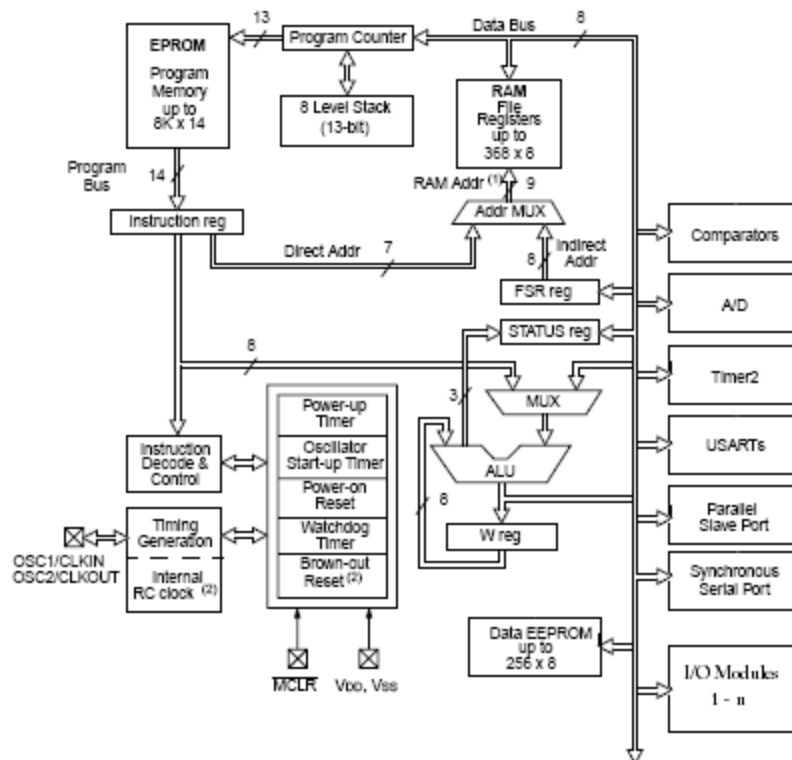 EPROM
Program
Memory
up to
8K x 14
13
Program Counter
8 Level Stack
(13-bit)
Data Bus
8
RAM
File
Registers
up to
368 x 8
Program
Bus
14
RAM Addr (1)
9
Addr MUX
Instruction reg
Direct Addr
7
8
Indirect
Addr
FSR reg
STATUS reg
8
3
MUX
ALU
8
W reg
Power-up
Timer
Oscillator
Start-up Timer
Power-on
Reset
Watchdog
Timer
Brown-out
Reset (2)
Instruction
Decode &
Control
Timing
Generation
Internal
RC clock (2)
OSC1/CLKIN
OSC2/CLKOUT
MCLR
VDD, VSS
Data EEPROM
up to
256 x 8
Comparators
A/D
Timer2
USARTs
Parallel
Slave Port
Synchronous
Serial Port
I/O Modules
1 - n